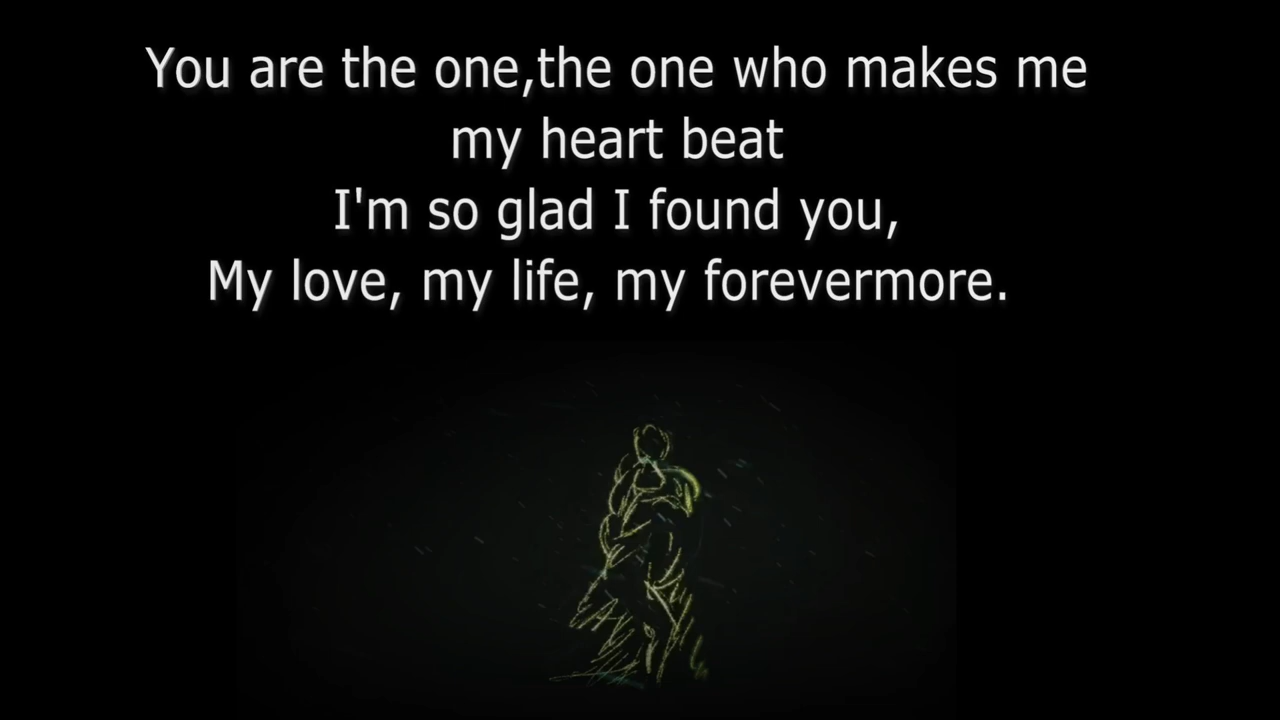 You are the one,the one who makes me
my heart beat
I'm so glad I found you,
My love, my life, my forevermore.